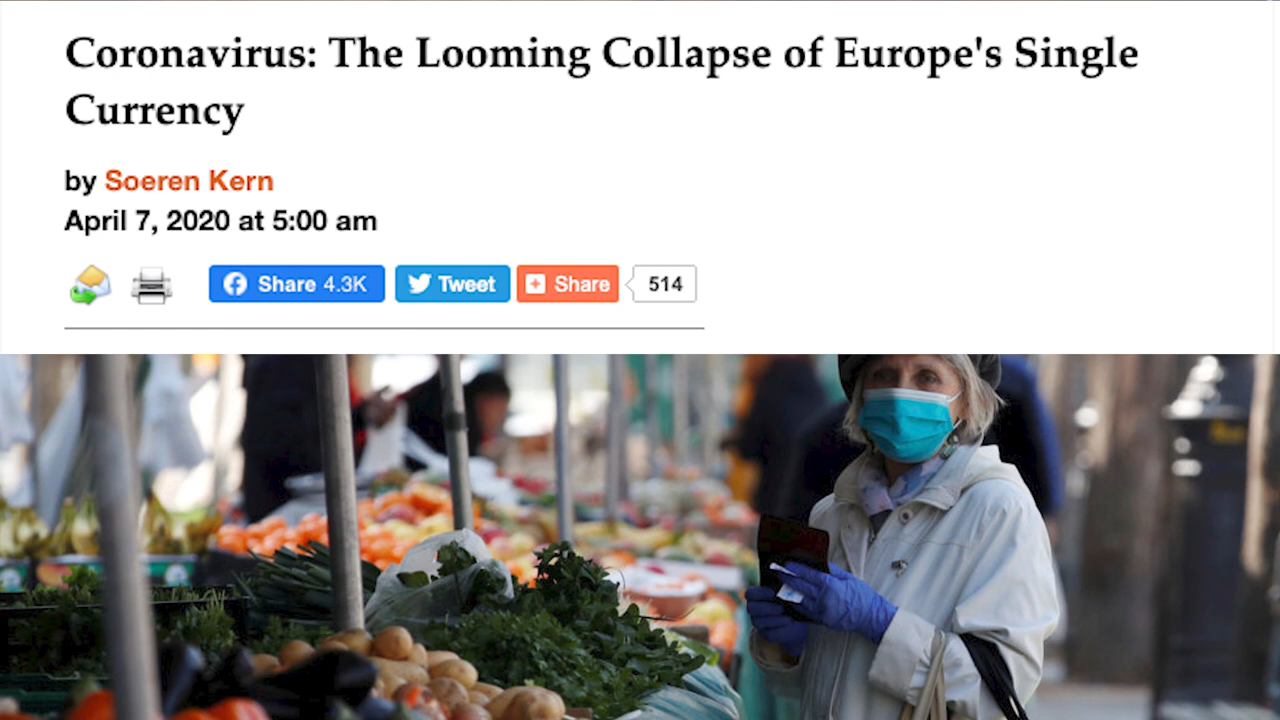 Coronavirus: The Looming Collapse of Europe's Single
Currency
by Soeren Kern
April 7, 2020 at 5:00 am
Share 4.3K Tweet Share 514